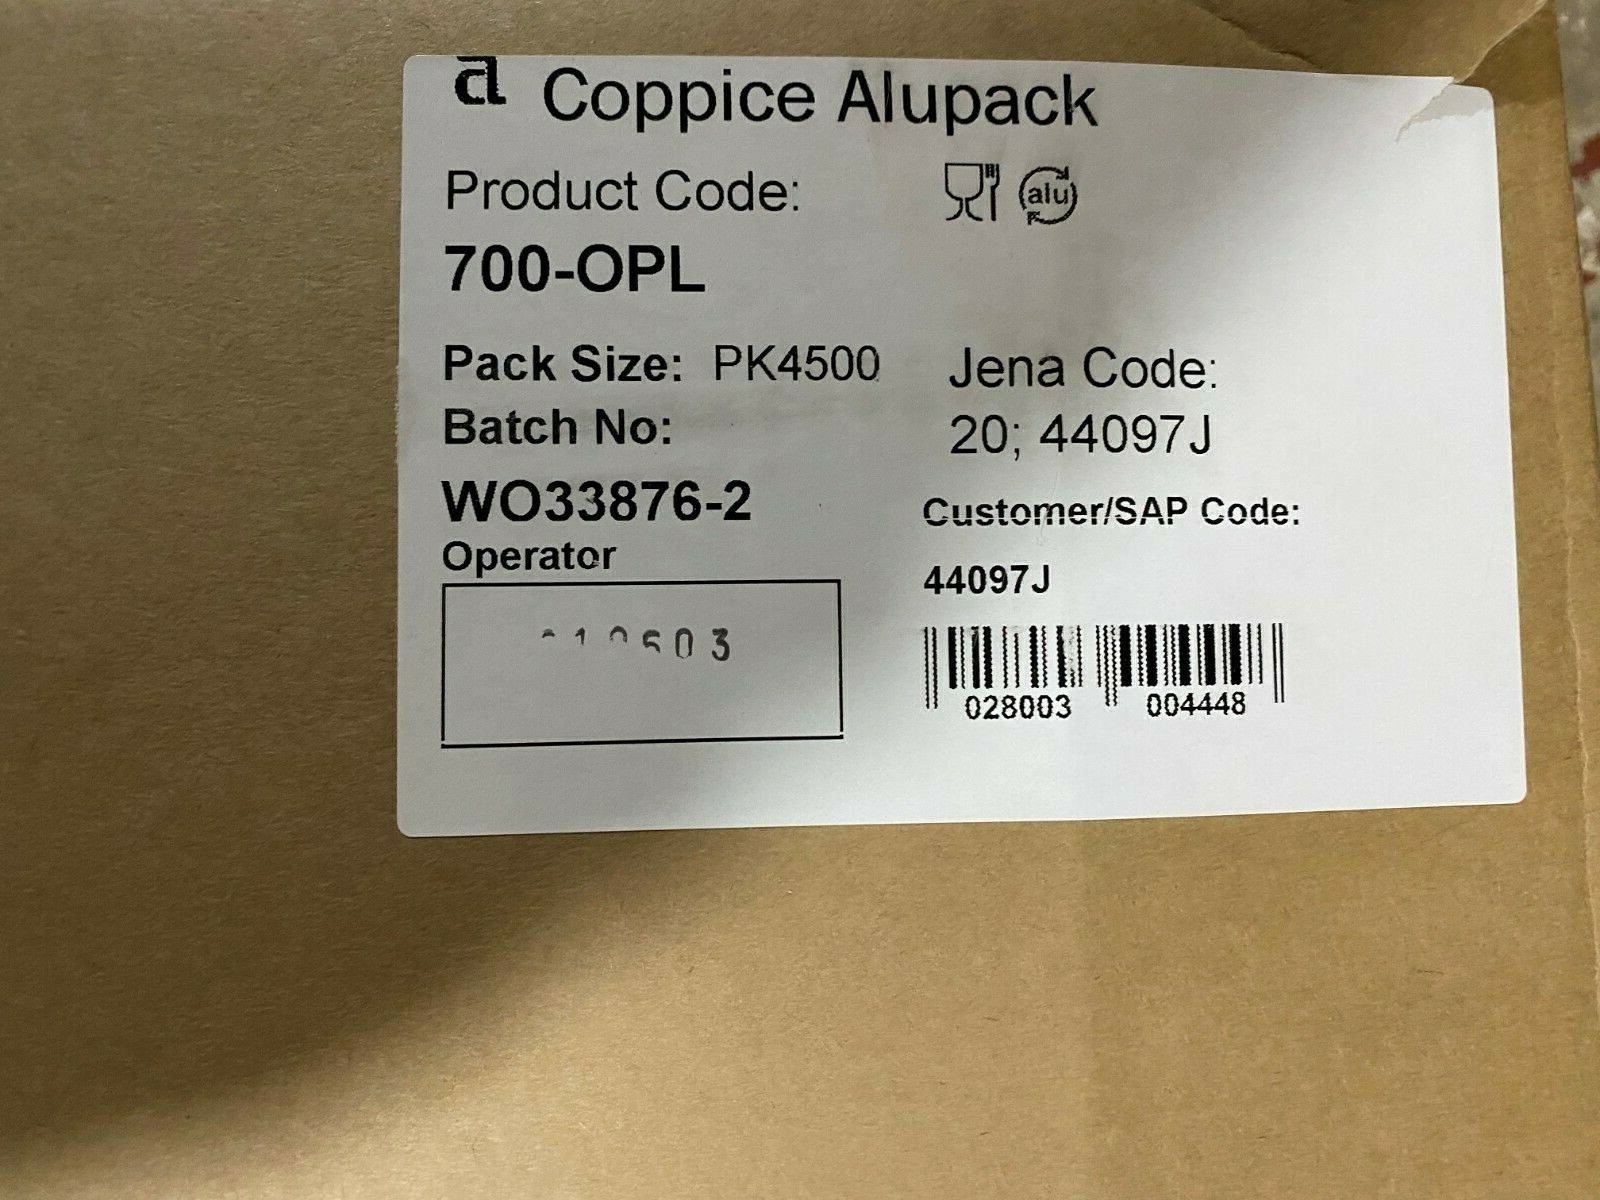 a Coppice Alupack
Product Code:
alu
700-OPL
Pack Size: PK4500
Batch No:
WO33876-2
Operator
Jena Code:
20; 44097J
Customer/SAP Code:
44097J
028003 004448